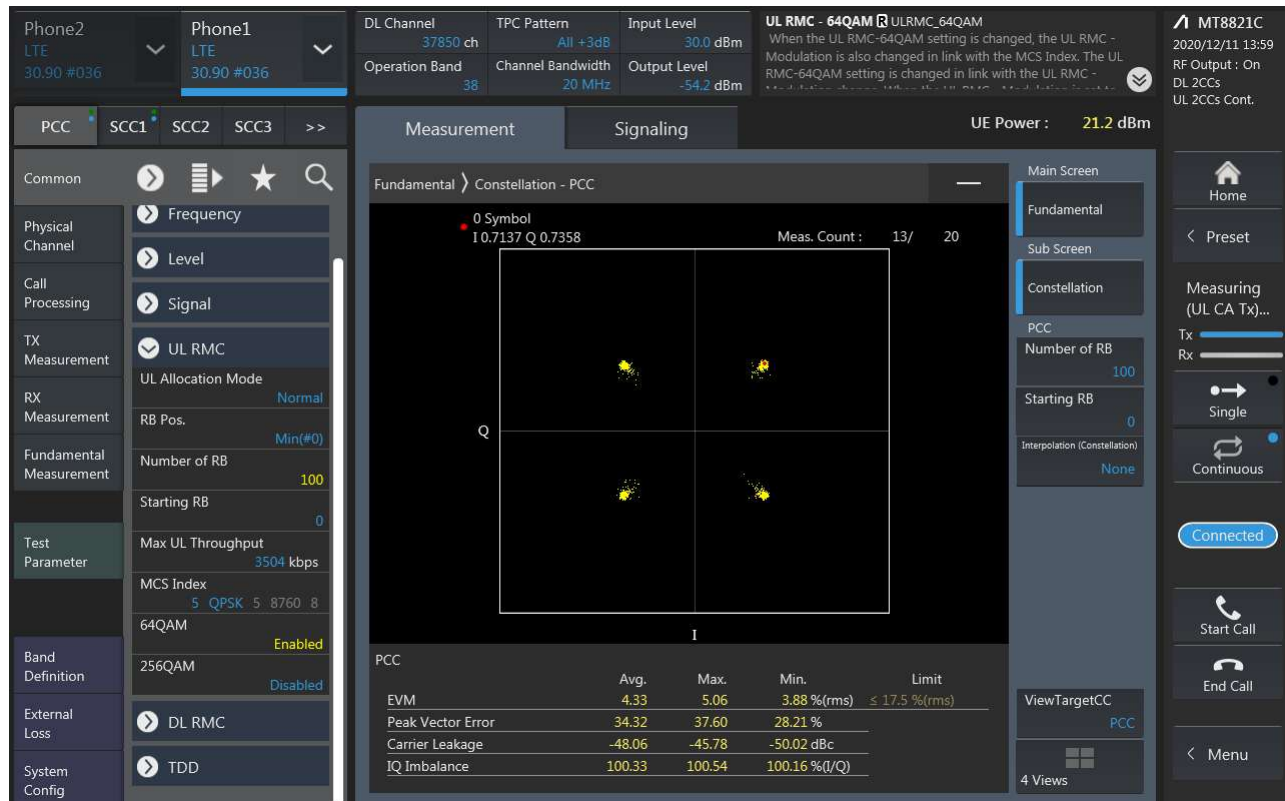 Phone2
LTE
30.90 #036
Phone1
LTE
30.90 #036
DL Channel
37850 ch
Operation Band
38
TPC Pattern
All +3dB
Channel Bandwidth
20 MHz
Input Level
30.0 dBm
Output Level
-54.2 dBm
UL RMC - 64QAM R ULRMC_64QAM
When the UL RMC-64QAM setting is changed, the UL RMC -
Modulation is also changed in link with the MCS Index. The UL
RMC-64QAM setting is changed in link with the UL RMC -
MT8821C
2020/12/11 13:59
RF Output : On
DL 2CCs
UL 2CCs Cont.
PCC SCC1 SCC2 SCC3 >>
Measurement Signaling
UE Power : 21.2 dBm
Common
Physical
Channel
Call
Processing
TX
Measurement
RX
Measurement
Fundamental
Measurement
Test
Parameter
Band
Definition
External
Loss
System
Config
Frequency
Level
Signal
UL RMC
UL Allocation Mode
Normal
RB Pos.
Min(#0)
Number of RB
100
Starting RB
0
Max UL Throughput
3504 kbps
MCS Index
5 QPSK 5 8760 8
64QAM
Enabled
256QAM
Disabled
DL RMC
TDD
Fundamental Constellation - PCC
0 Symbol
I 0.7137 Q 0.7358
Meas. Count : 13/ 20
Q
I
PCC
Avg. Max. Min. Limit
EVM 4.33 5.06 3.88 %(rms) ≤ 17.5 %(rms)
Peak Vector Error 34.32 37.60 28.21 %
Carrier Leakage -48.06 -45.78 -50.02 dBc
IQ Imbalance 100.33 100.54 100.16 %(I/Q)
Main Screen
Fundamental
Sub Screen
Constellation
PCC
Number of RB
100
Starting RB
0
Interpolation (Constellation)
None
ViewTargetCC
PCC
4 Views
Home
< Preset
Measuring
(UL CA Tx)...
Tx
Rx
Single
Continuous
Connected
Start Call
End Call
< Menu